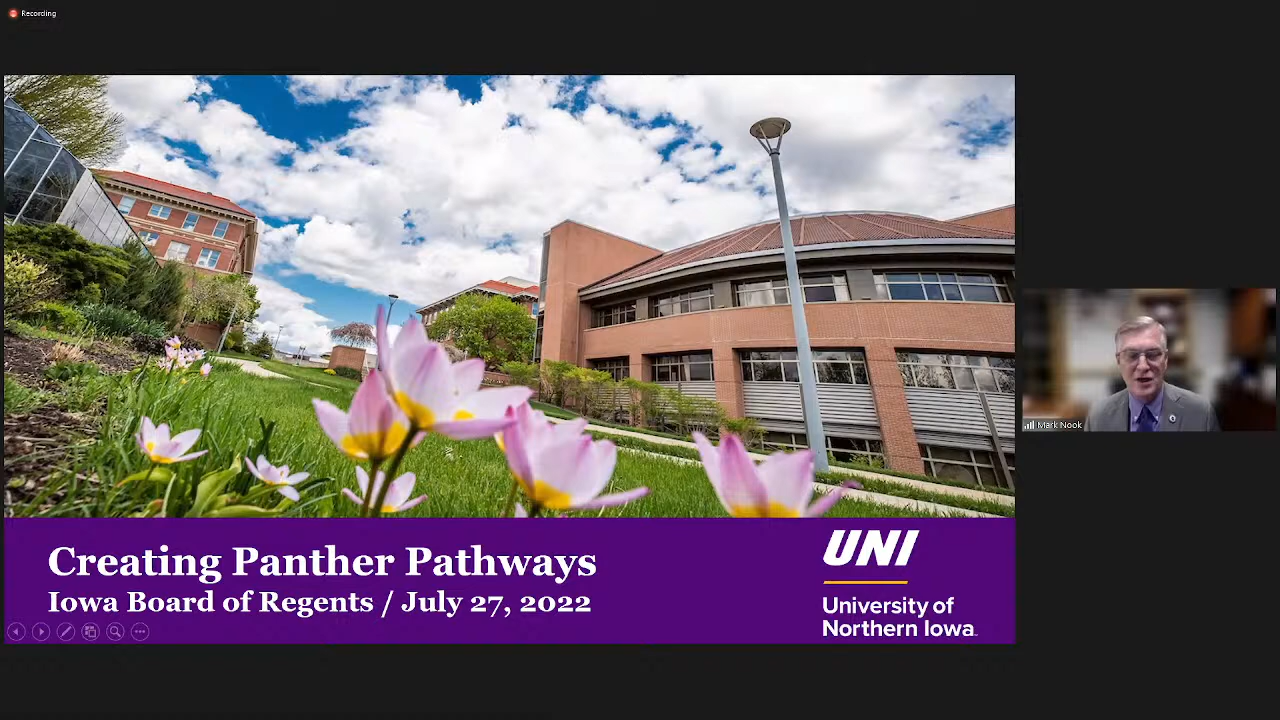 Recording
Mark Nook
Creating Panther Pathways
Iowa Board of Regents / July 27, 2022
UNI
University of
Northern Iowa